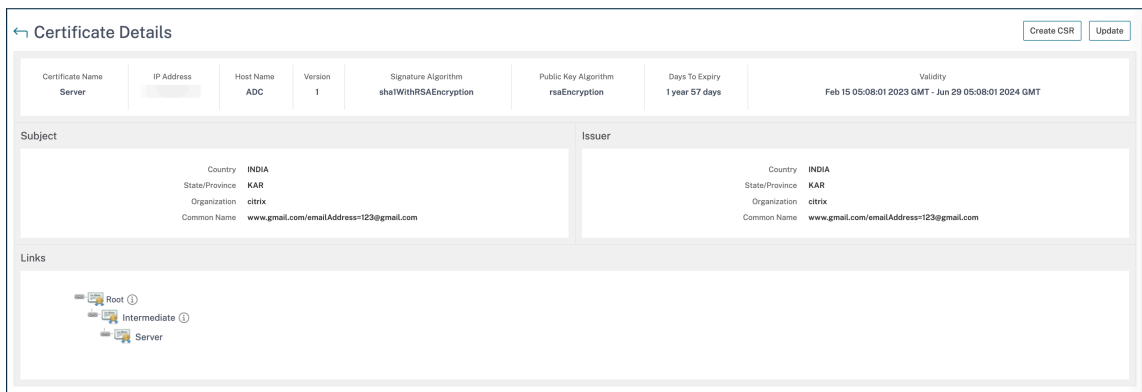 Certificate Details
Create CSR
Update
Certificate Name
Server
IP Address
Host Name
ADC
Version
1
Signature Algorithm
sha1WithRSAEncryption
Public Key Algorithm
rsaEncryption
Days To Expiry
1 year 57 days
Validity
Feb 15 05:08:01 2023 GMT - Jun 29 05:08:01 2024 GMT
Subject
Country INDIA
State/Province KAR
Organization citrix
Common Name www.gmail.com/emailAddress=123@gmail.com
Issuer
Country INDIA
State/Province KAR
Organization citrix
Common Name www.gmail.com/emailAddress=123@gmail.com
Links
Root
Intermediate
Server